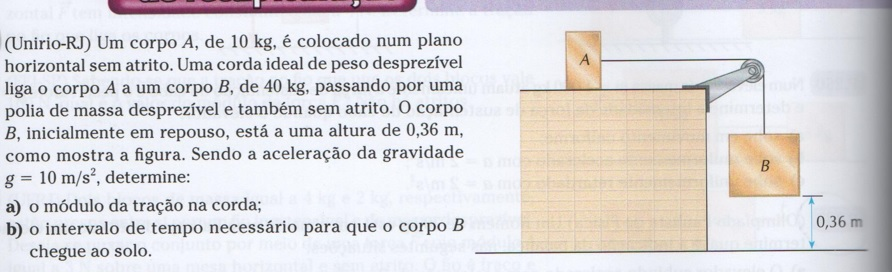 (Unirio-RJ) Um corpo A, de 10 kg, é colocado num plano
horizontal sem atrito. Uma corda ideal de peso desprezível
liga o corpo A a um corpo B, de 40 kg, passando por uma
polia de massa desprezível e também sem atrito. O corpo
B, inicialmente em repouso, está a uma altura de 0,36 m,
como mostra a figura. Sendo a aceleração da gravidade
g = 10 m/s², determine:
a) o módulo da tração na corda;
b) o intervalo de tempo necessário para que o corpo B
chegue ao solo.
A
B
0,36 m